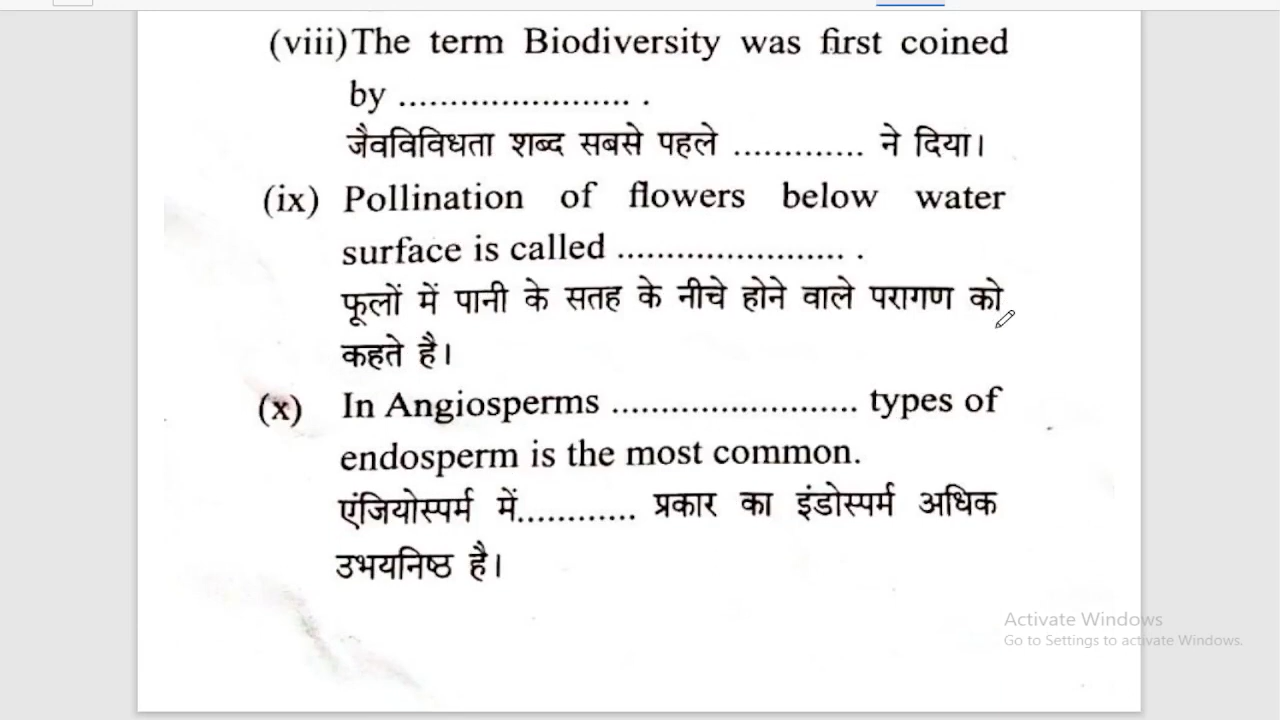 (viii) The term Biodiversity was first coined
by ....................... .
जैवविविधता शब्द सबसे पहले ............. ने दिया।
(ix) Pollination of flowers below water
surface is called ....................... .
फूलों में पानी के सतह के नीचे होने वाले परागण को
कहते है।
(x) In Angiosperms ........................ types of
endosperm is the most common.
एंजियोस्पर्म में............ प्रकार का इंडोस्पर्म अधिक
उभयनिष्ठ है।
Activate Windows
Go to Settings to activate Windows.